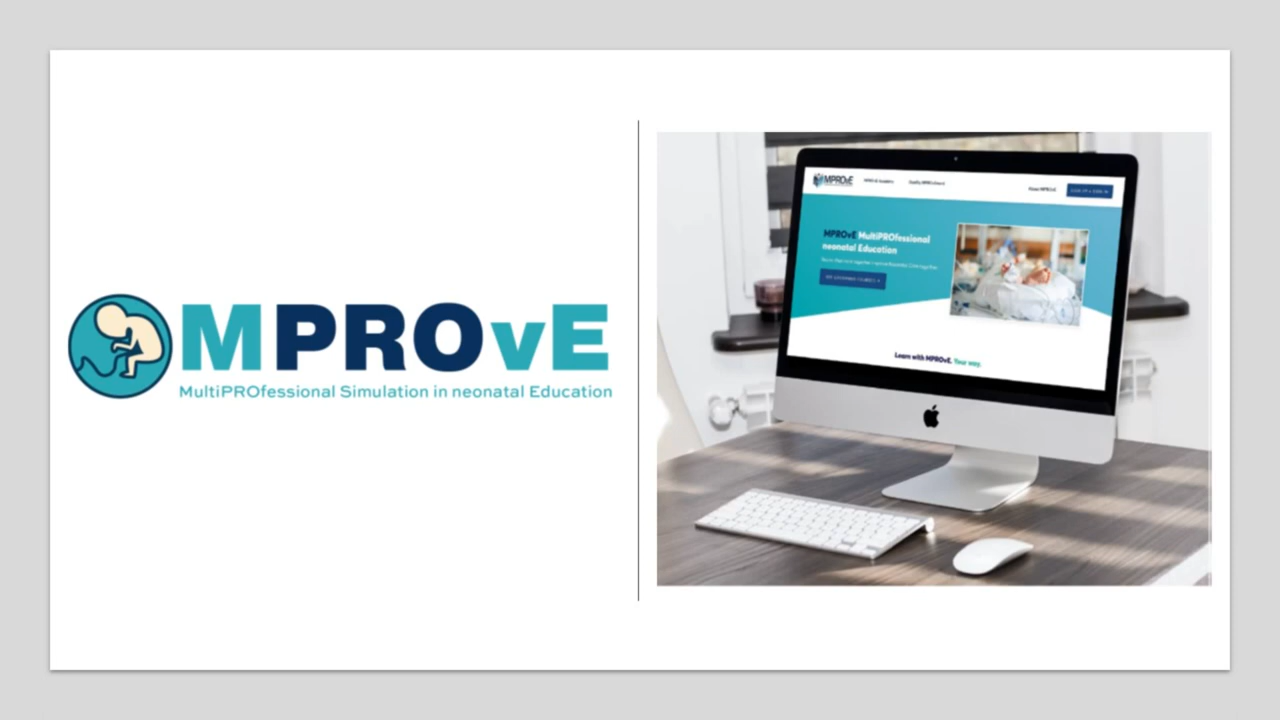 MPROvE
MultiPROfessional Simulation in neonatal Education
MPROvE
MPROvE MultiPROfessional
neonatal Education
Learn with MPROvE. Your way.